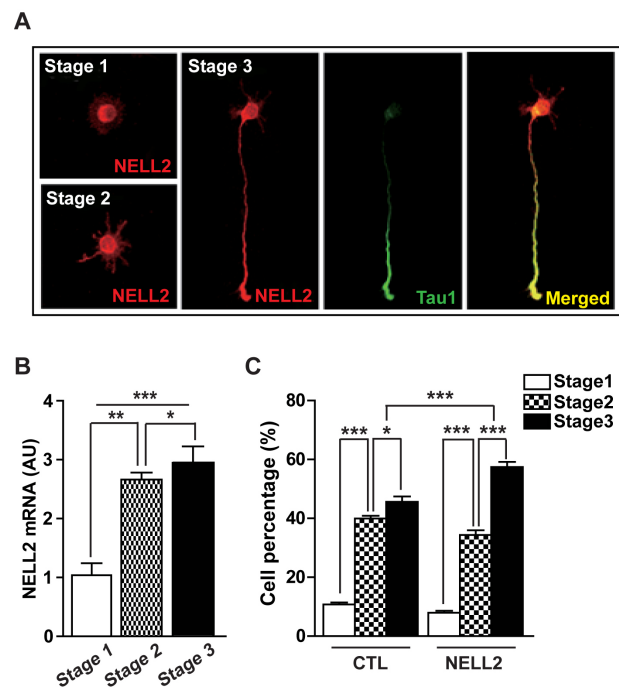 A
Stage 1
NELL2
Stage 2
NELL2
Stage 3
NELL2
Tau1
Merged
B
NELL2 mRNA (AU)
4
3
2
1
0
***
**
*
Stage 1
Stage 2
Stage 3
C
Stage1
Stage2
Stage3
Cell percentage (%)
80
60
40
20
0
***
*** * *** ***
CTL
NELL2